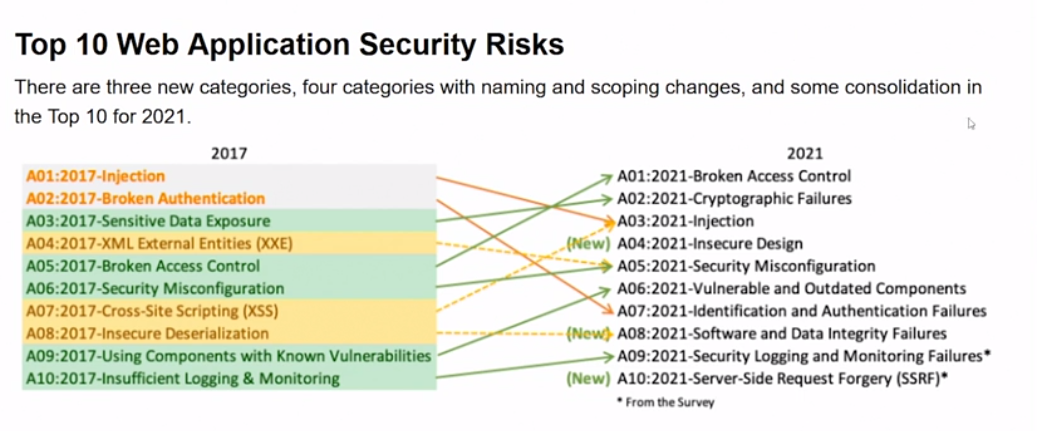 Top 10 Web Application Security Risks
There are three new categories, four categories with naming and scoping changes, and some consolidation in
the Top 10 for 2021.
2017
A01:2017-Injection
A02:2017-Broken Authentication
A03:2017-Sensitive Data Exposure
A04:2017-XML External Entities (XXE)
A05:2017-Broken Access Control
A06:2017-Security Misconfiguration
A07:2017-Cross-Site Scripting (XSS)
A08:2017-Insecure Deserialization
A09:2017-Using Components with Known Vulnerabilities
A10:2017-Insufficient Logging & Monitoring
2021
A01:2021-Broken Access Control
A02:2021-Cryptographic Failures
A03:2021-Injection
(New) A04:2021-Insecure Design
A05:2021-Security Misconfiguration
A06:2021-Vulnerable and Outdated Components
A07:2021-Identification and Authentication Failures
(New) A08:2021-Software and Data Integrity Failures
A09:2021-Security Logging and Monitoring Failures*
(New) A10:2021-Server-Side Request Forgery (SSRF)*
* From the Survey